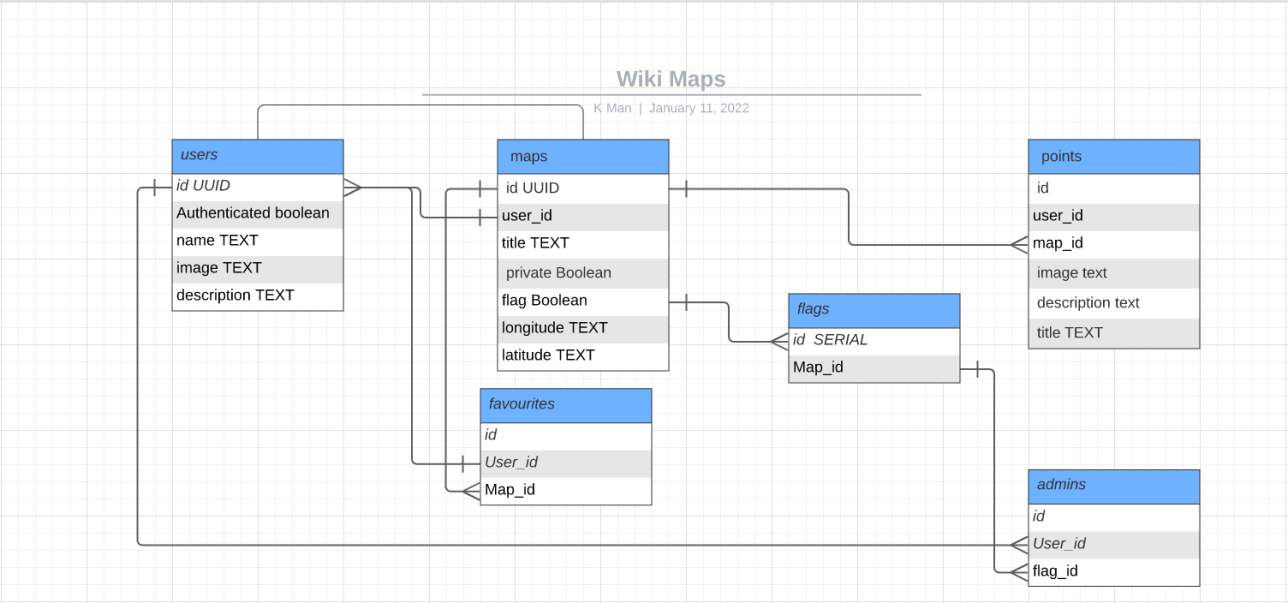 Wiki Maps
K Man | January 11, 2022
users
id UUID
Authenticated boolean
name TEXT
image TEXT
description TEXT
maps
id UUID
user_id
title TEXT
private Boolean
flag Boolean
longitude TEXT
latitude TEXT
favourites
id
User_id
Map_id
flags
id SERIAL
Map_id
points
id
user_id
map_id
image text
description text
title TEXT
admins
id
User_id
flag_id